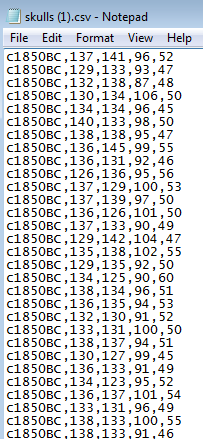 skulls (1).csv - Notepad
File Edit Format View Help
c1850BC,137,141,96,52
c1850BC,129,133,93,47
c1850BC,132,138,87,48
c1850BC,130,134,106,50
c1850BC,134,134,96,45
c1850BC,140,133,98,50
c1850BC,138,138,95,47
c1850BC,136,145,99,55
c1850BC,136,131,92,46
c1850BC,126,136,95,56
c1850BC,137,129,100,53
c1850BC,137,139,97,50
c1850BC,136,126,101,50
c1850BC,137,133,90,49
c1850BC,129,142,104,47
c1850BC,135,138,102,55
c1850BC,129,135,92,50
c1850BC,134,125,90,60
c1850BC,138,134,96,51
c1850BC,136,135,94,53
c1850BC,132,130,91,52
c1850BC,133,131,100,50
c1850BC,138,137,94,51
c1850BC,130,127,99,45
c1850BC,136,133,91,49
c1850BC,134,123,95,52
c1850BC,136,137,101,54
c1850BC,133,131,96,49
c1850BC,138,133,100,55
c1850BC,138,133,91,46